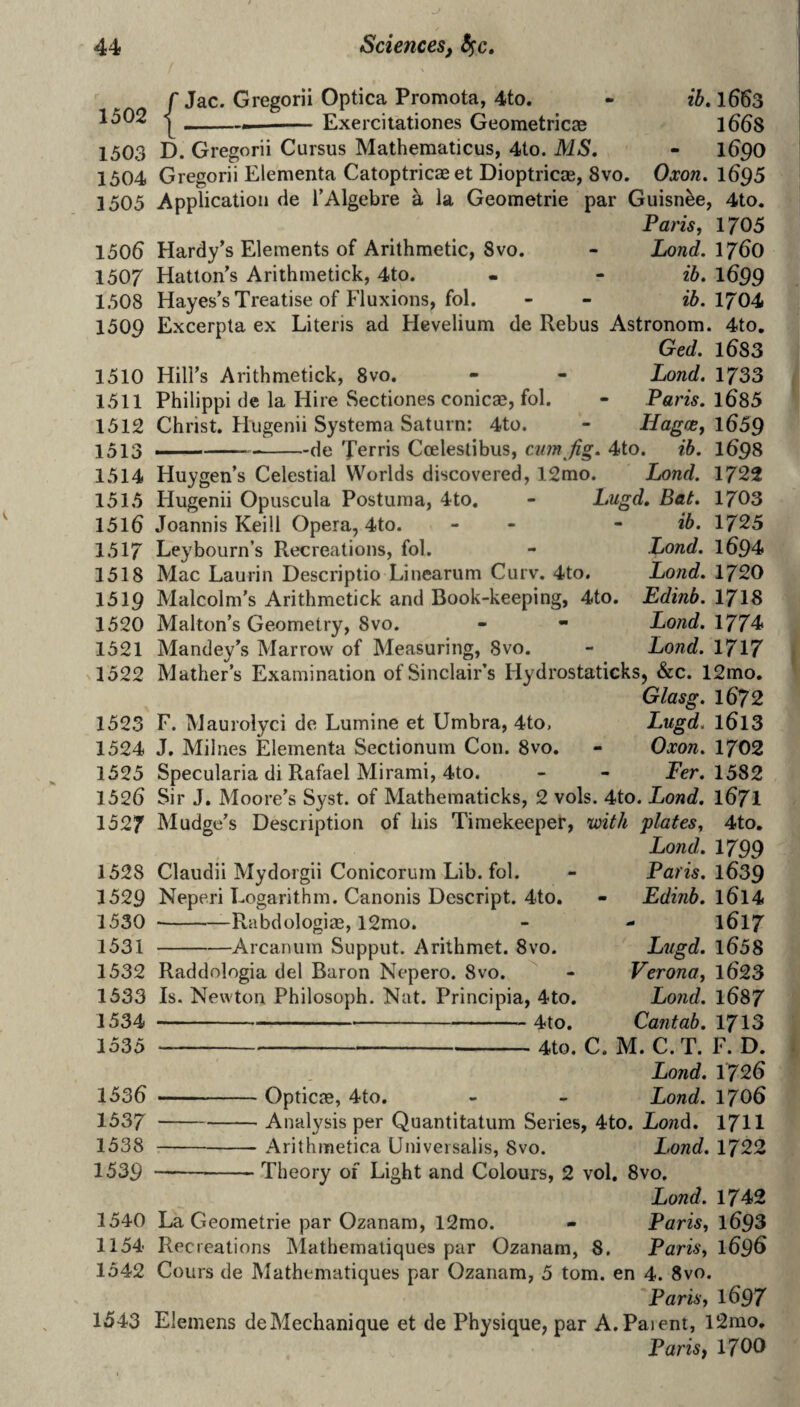 44 Sciences, &c.
1502 { Jac. Gregorii Optica Promota, 4to. - ib. 1663
——— Exercitationes Geometricæ 1668
1503 D. Gregorii Cursus Mathematicus, 4to. MS. - 1690
1504 Gregorii Elementa Catoptricæ et Dioptricæ, 8vo. Oxon. 1695
1505 Application de l'Algebre à la Geometrie par Guisnèe, 4to.
Paris, 1705
1506 Hardy's Elements of Arithmetic, 8vo. - Lond. 1760
1507 Hatton's Arithmetick, 4to. - - ib. 1699
1508 Hayes's Treatise of Fluxions, fol. - - ib. 1704
1509 Excerpta ex Literis ad Hevelium de Rebus Astronom. 4to.
Ged. 1683
1510 Hill's Arithmetick, 8vo. - - Lond. 1733
1511 Philippi de la Hire Sectiones conicæ, fol. - Paris. 1685
1512 Christ. Hugenii Systema Saturn: 4to. - Hagæ, 1659
1513 ———de Terris Cœlestibus, cum fig. 4to. ib. 1698
1514 Huygen's Celestial Worlds discovered, 12mo. Lond. 1722
1515 Hugenii Opuscula Postuma, 4to. - Lugd. Bat. 1703
1516 Joannis Keill Opera, 4to. - - - ib. 1725
1517 Leybourn's Recreations, fol. - Lond. 1694
1518 Mac Laurin Descriptio Linearum Curv. 4to. Lond. 1720
1519 Malcolm's Arithmetick and Book-keeping, 4to. Edinb. 1718
1520 Malton's Geometry, 8vo. - - Lond. 1774
1521 Mandey's Marrow of Measuring, 8vo. - Lond. 1717
1522 Mather's Examination of Sinclair's Hydrostaticks, &c. 12mo.
Glasg. 1672
1523 F. Maurolyci de Lumine et Umbra, 4to, Lugd. 1613
1524 J. Milnes Elementa Sectionum Con. 8vo. - Oxon. 1702
1525 Specularia di Rafael Mirami, 4to. - - Fer. 1582
1526 Sir J. Moore's Syst. of Mathematicks, 2 vols. 4to. Lond. 1671
1527 Mudge's Description of his Timekeeper, with plates, 4to.
Lond. 1799
1528 Claudii Mydorgii Conicorum Lib. fol. - Paris. 1639
1529 Neperi Logarithm. Canonis Descript. 4to. - Edinb. 1614
1530 ———Rabdologiæ, 12mo. - - 1617
1531 ———Arcanum Supput. Arithmet. 8vo. Lugd. 1658
1532 Raddologia del Baron Nepero. 8vo. - Verona, 1623
1533 Is. Newton Philosoph. Nat. Principia, 4to. Lond. 1687
1534 ——————— 4to. Cantab. 1713
1535 ——————— 4to. C. M. C. T. F. D.
Lond. 1726
1536 ——— Opticæ, 4to. - - Lond. 1706
1537 ——— Analysis per Quantitatum Series, 4to. Lond. 1711
1538 ——— Arithmetica Universalis, 8vo. Lond. 1722
1539 ——— Theory of Light and Colours, 2 vol. 8vo.
Lond. 1742
1540 La Geometrie par Ozanam, 12mo. - Paris, 1693
1154 Recreations Mathematiques par Ozanam, 8. Paris, 1696
1542 Cours de Mathematiques par Ozanam, 5 tom. en 4. 8vo.
Paris, 1697
1543 Elemens de Mechanique et de Physique, par A. Parent, 12mo.
Paris, 1700